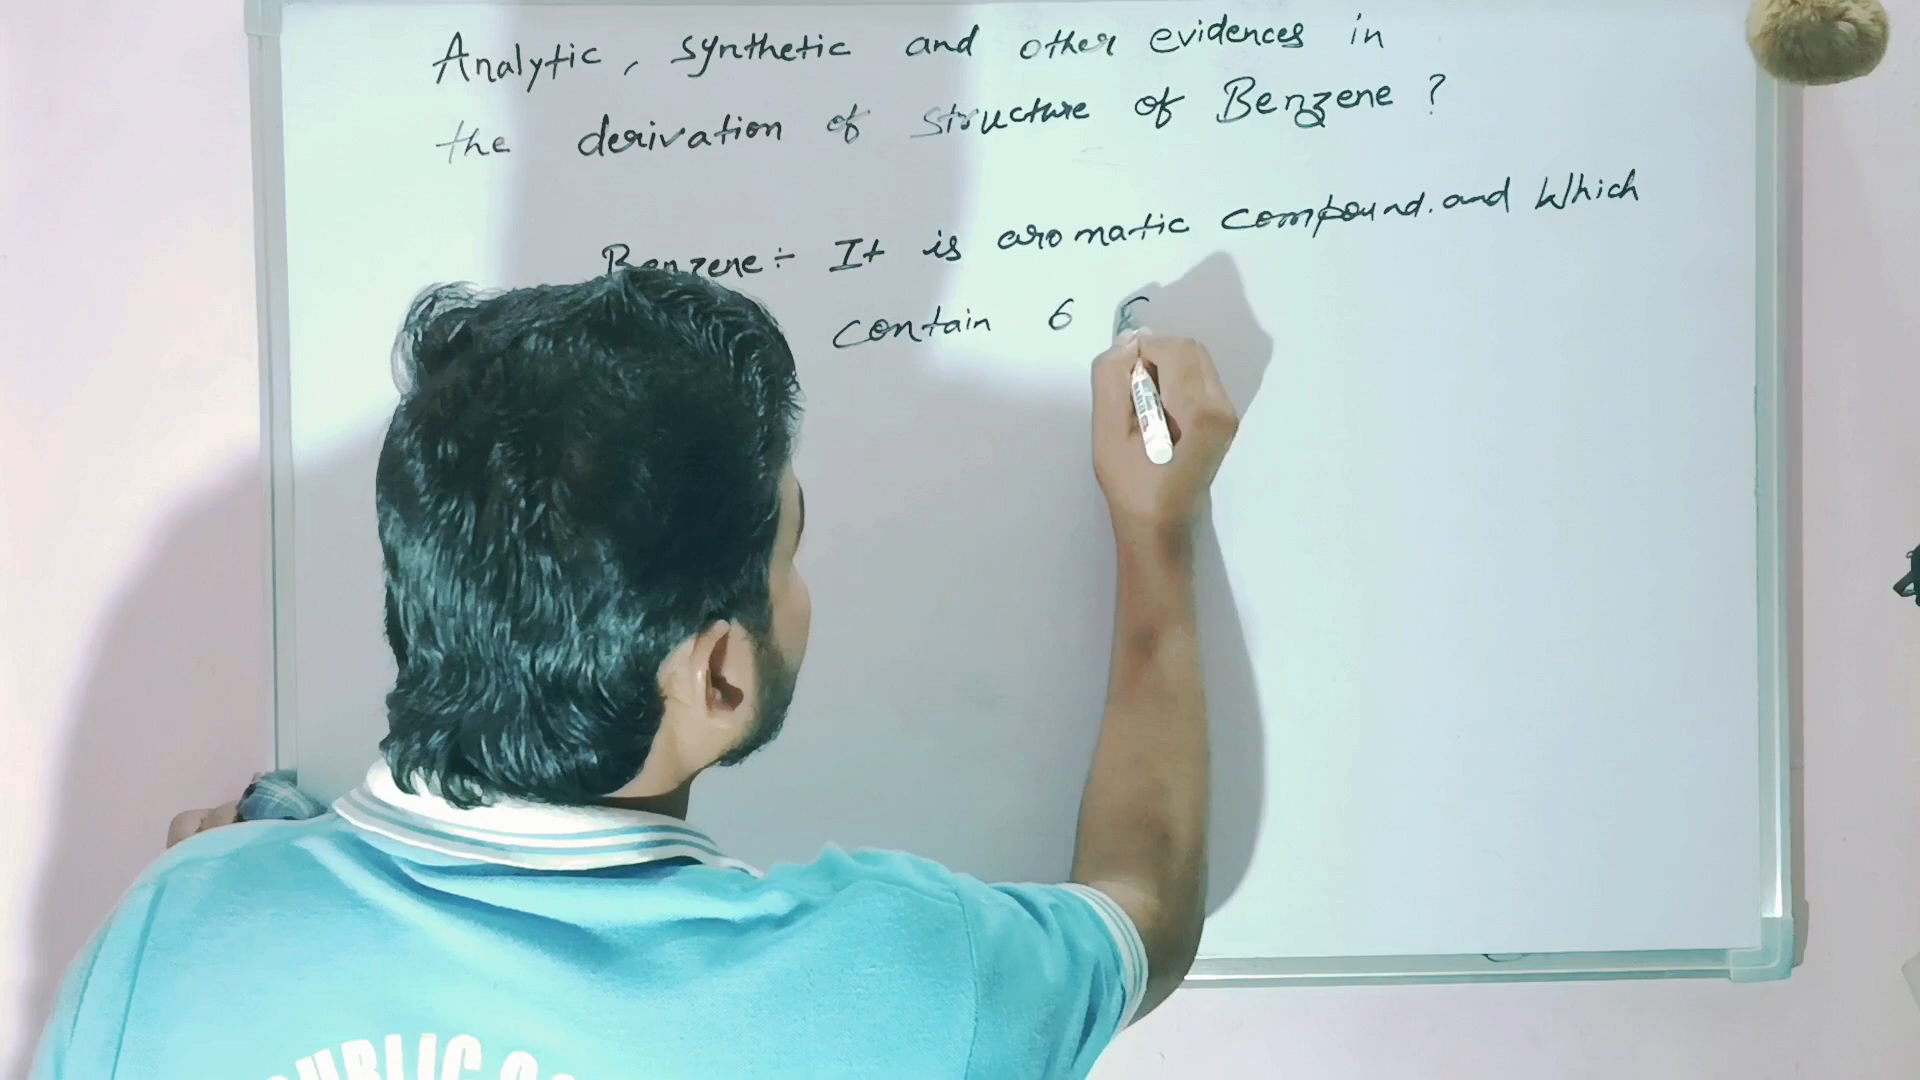 Analytic, synthetic and other evidences in
the derivation of structure of Benzene ?
Benzene ÷ It is aromatic compound. and Which
contain 6
PUBLIC